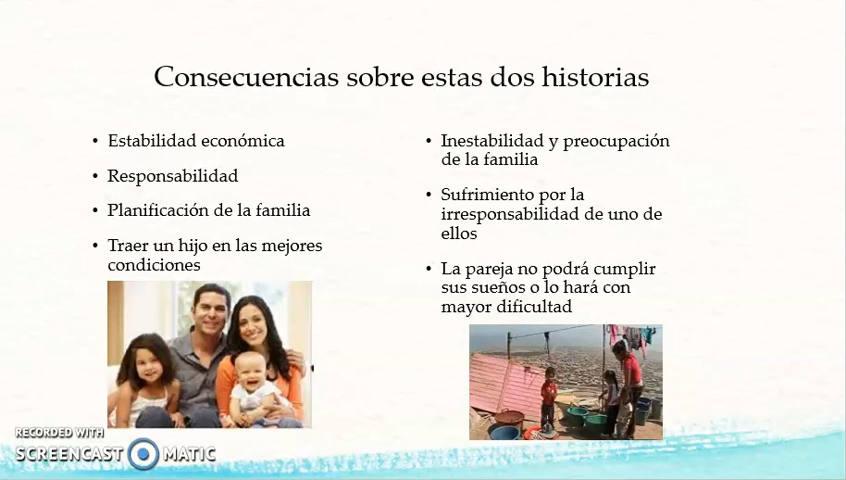 Consecuencias sobre estas dos historias
• Estabilidad económica
• Responsabilidad
• Planificación de la familia
• Traer un hijo en las mejores
condiciones
• Inestabilidad y preocupación
de la familia
• Sufrimiento por la
irresponsabilidad de uno de
ellos
• La pareja no podrá cumplir
sus sueños o lo hará con
mayor dificultad
RECORDED WITH
SCREENCAST MATIC